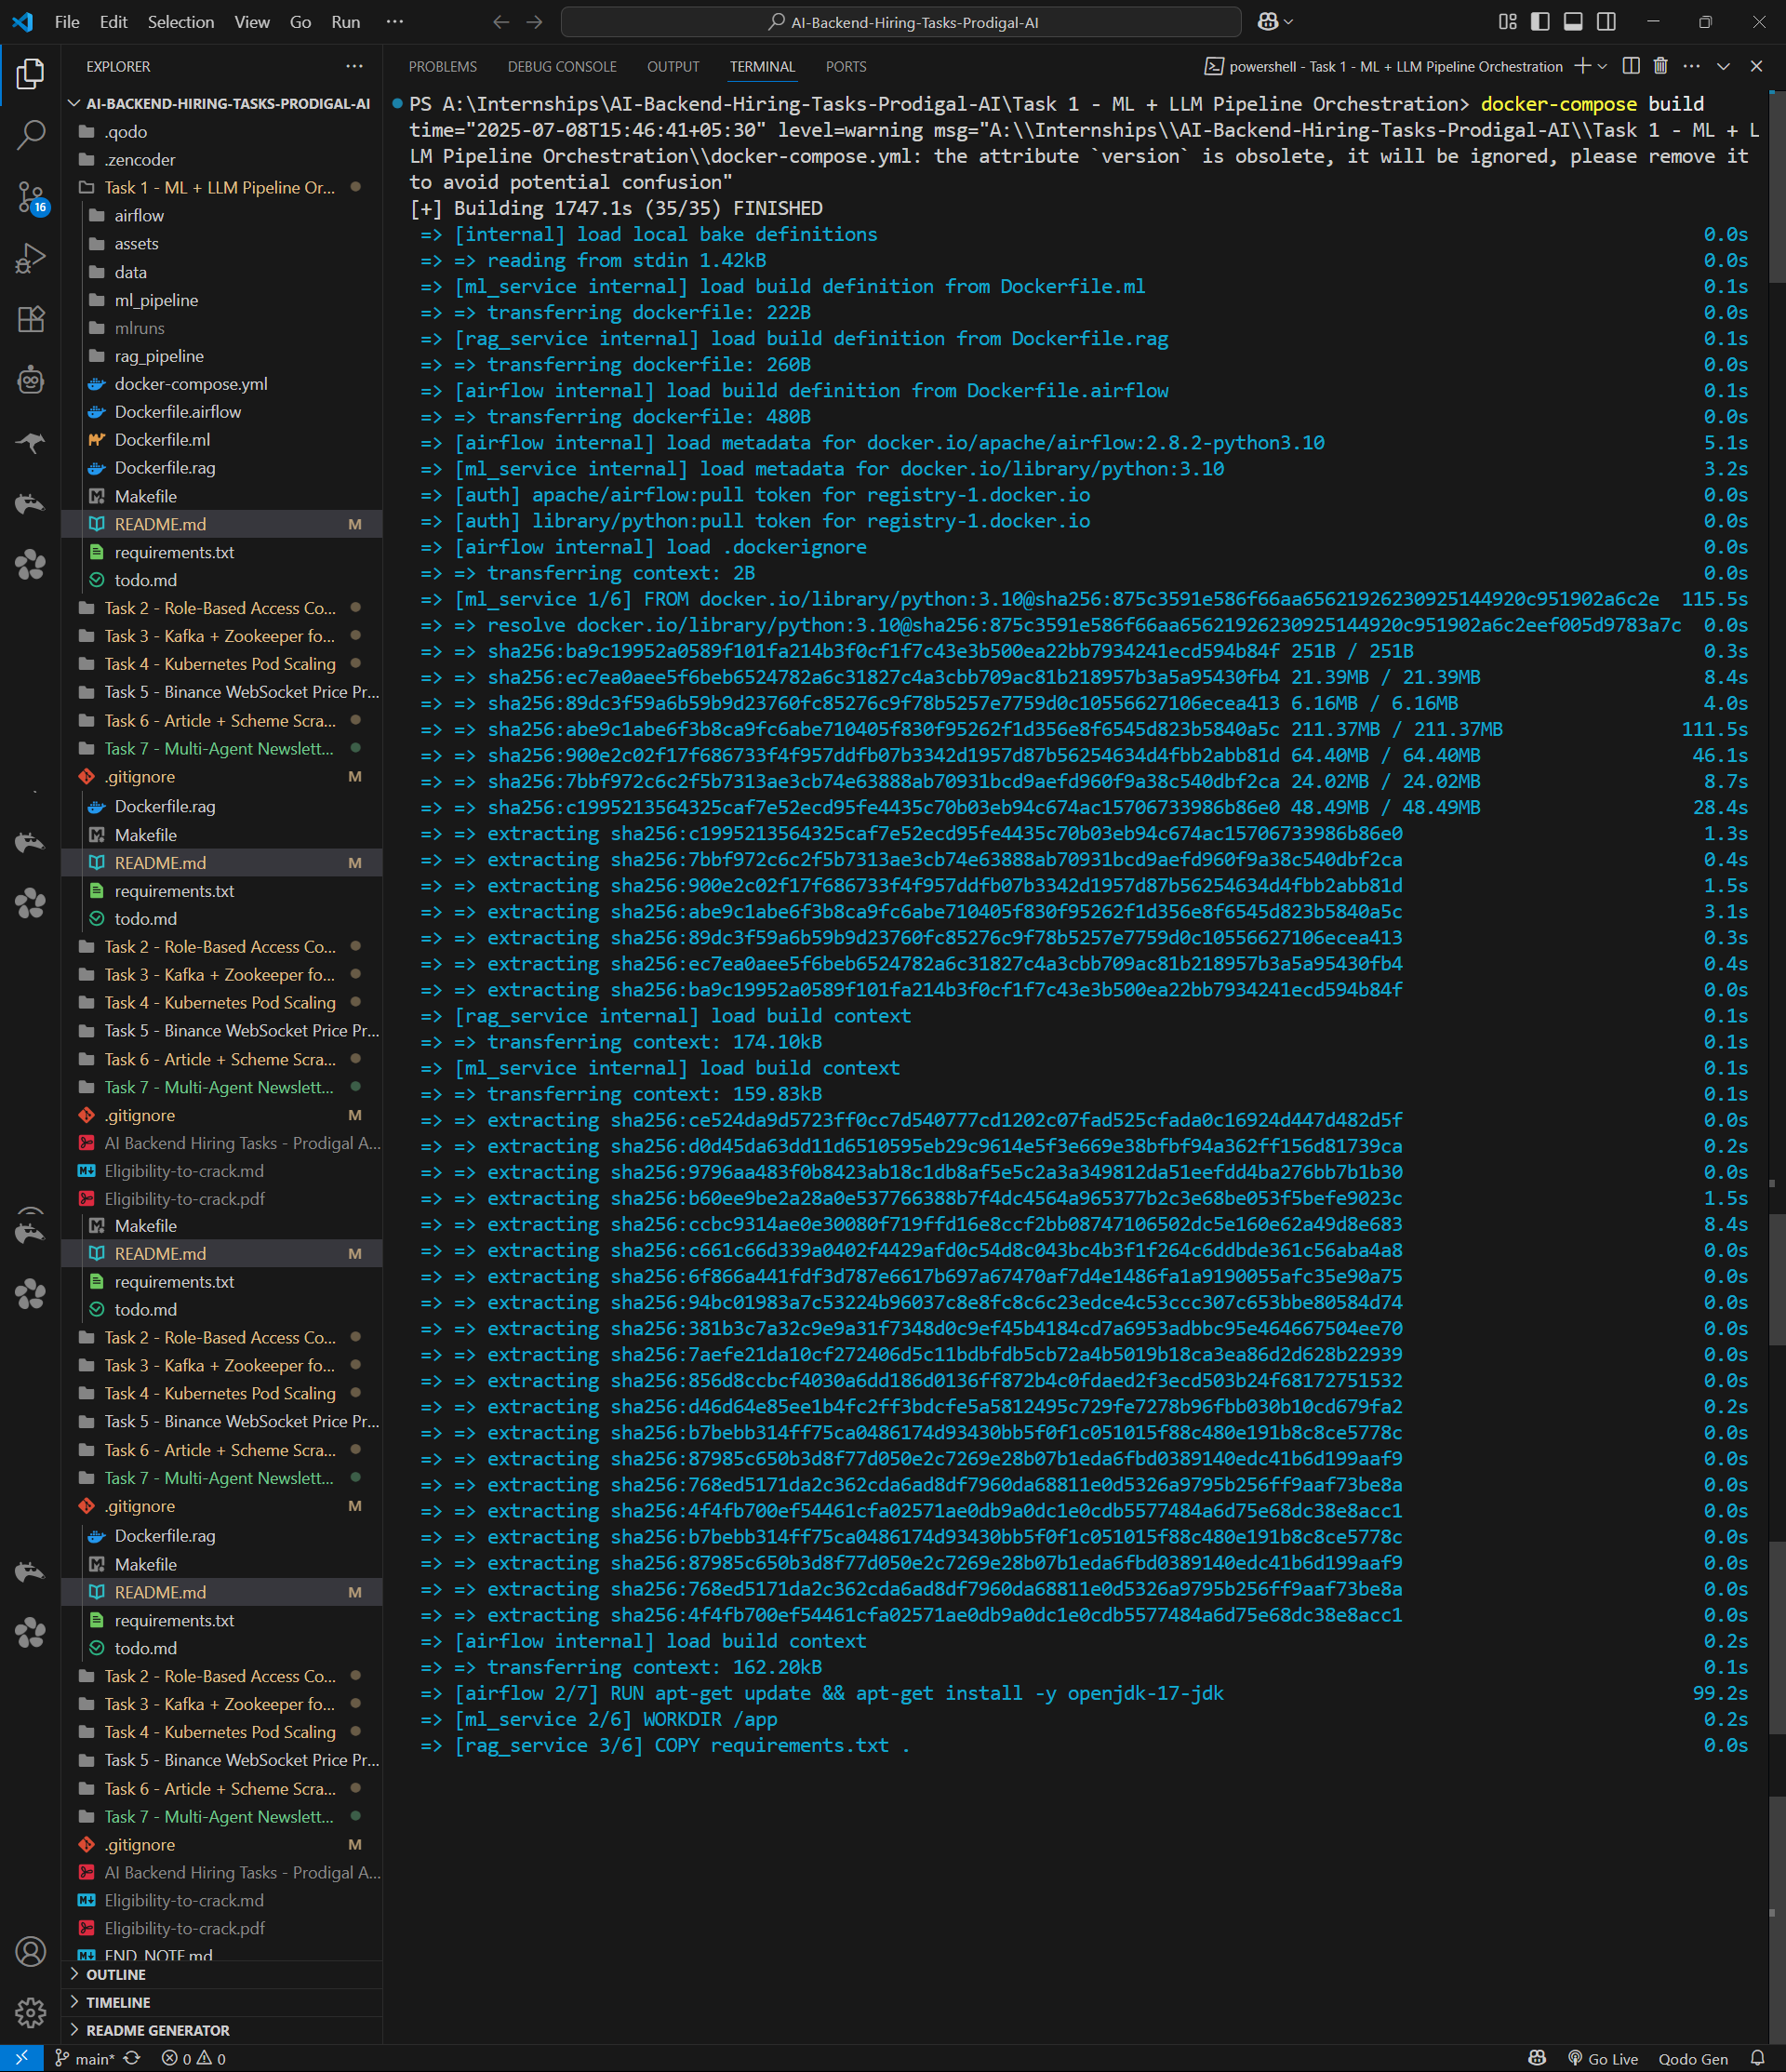 File Edit Selection View Go Run ···
AI-Backend-Hiring-Tasks-Prodigal-AI
EXPLORER
AI-BACKEND-HIRING-TASKS-PRODIGAL-AI
.qodo
.zencoder
Task 1 - ML + LLM Pipeline Or...
airflow
assets
data
ml_pipeline
mlruns
rag_pipeline
docker-compose.yml
Dockerfile.airflow
Dockerfile.ml
Dockerfile.rag
Makefile
README.md M
requirements.txt
todo.md
Task 2 - Role-Based Access Co...
Task 3 - Kafka + Zookeeper fo...
Task 4 - Kubernetes Pod Scaling
Task 5 - Binance WebSocket Price Pr...
Task 6 - Article + Scheme Scra...
Task 7 - Multi-Agent Newslett...
.gitignore M
Dockerfile.rag
Makefile
README.md M
requirements.txt
todo.md
Task 2 - Role-Based Access Co...
Task 3 - Kafka + Zookeeper fo...
Task 4 - Kubernetes Pod Scaling
Task 5 - Binance WebSocket Price Pr...
Task 6 - Article + Scheme Scra...
Task 7 - Multi-Agent Newslett...
.gitignore M
AI Backend Hiring Tasks - Prodigal A...
Eligibility-to-crack.md
Eligibility-to-crack.pdf
Makefile
README.md M
requirements.txt
todo.md
Task 2 - Role-Based Access Co...
Task 3 - Kafka + Zookeeper fo...
Task 4 - Kubernetes Pod Scaling
Task 5 - Binance WebSocket Price Pr...
Task 6 - Article + Scheme Scra...
Task 7 - Multi-Agent Newslett...
.gitignore M
Dockerfile.rag
Makefile
README.md M
requirements.txt
todo.md
Task 2 - Role-Based Access Co...
Task 3 - Kafka + Zookeeper fo...
Task 4 - Kubernetes Pod Scaling
Task 5 - Binance WebSocket Price Pr...
Task 6 - Article + Scheme Scra...
Task 7 - Multi-Agent Newslett...
.gitignore M
AI Backend Hiring Tasks - Prodigal A...
Eligibility-to-crack.md
Eligibility-to-crack.pdf
END_NOTE.md
OUTLINE
TIMELINE
README GENERATOR
16
PROBLEMS DEBUG CONSOLE OUTPUT TERMINAL PORTS
powershell - Task 1 - ML + LLM Pipeline Orchestration
PS A:\Internships\AI-Backend-Hiring-Tasks-Prodigal-AI\Task 1 - ML + LLM Pipeline Orchestration> docker-compose build
time="2025-07-08T15:46:41+05:30" level=warning msg="A:\\Internships\\AI-Backend-Hiring-Tasks-Prodigal-AI\\Task 1 - ML + L
LM Pipeline Orchestration\\docker-compose.yml: the attribute `version` is obsolete, it will be ignored, please remove it
to avoid potential confusion"
[+] Building 1747.1s (35/35) FINISHED
=> [internal] load local bake definitions 0.0s
=> => reading from stdin 1.42kB 0.0s
=> [ml_service internal] load build definition from Dockerfile.ml 0.1s
=> => transferring dockerfile: 222B 0.0s
=> [rag_service internal] load build definition from Dockerfile.rag 0.1s
=> => transferring dockerfile: 260B 0.0s
=> [airflow internal] load build definition from Dockerfile.airflow 0.1s
=> => transferring dockerfile: 480B 0.0s
=> [airflow internal] load metadata for docker.io/apache/airflow:2.8.2-python3.10 5.1s
=> [ml_service internal] load metadata for docker.io/library/python:3.10 3.2s
=> [auth] apache/airflow:pull token for registry-1.docker.io 0.0s
=> [auth] library/python:pull token for registry-1.docker.io 0.0s
=> [airflow internal] load .dockerignore 0.0s
=> => transferring context: 2B 0.0s
=> [ml_service 1/6] FROM docker.io/library/python:3.10@sha256:875c3591e586f66aa65621926230925144920c951902a6c2e 115.5s
=> => resolve docker.io/library/python:3.10@sha256:875c3591e586f66aa65621926230925144920c951902a6c2eef005d9783a7c 0.0s
=> => sha256:ba9c19952a0589f101fa214b3f0cf1f7c43e3b500ea22bb7934241ecd594b84f 251B / 251B 0.3s
=> => sha256:ec7ea0aee5f6beb6524782a6c31827c4a3cbb709ac81b218957b3a5a95430fb4 21.39MB / 21.39MB 8.4s
=> => sha256:89dc3f59a6b59b9d23760fc85276c9f78b5257e7759d0c10556627106ecea413 6.16MB / 6.16MB 4.0s
=> => sha256:abe9c1abe6f3b8ca9fc6abe710405f830f95262f1d356e8f6545d823b5840a5c 211.37MB / 211.37MB 111.5s
=> => sha256:900e2c02f17f686733f4f957ddfb07b3342d1957d87b56254634d4fbb2abb81d 64.40MB / 64.40MB 46.1s
=> => sha256:7bbf972c6c2f5b7313ae3cb74e63888ab70931bcd9aefd960f9a38c540dbf2ca 24.02MB / 24.02MB 8.7s
=> => sha256:c1995213564325caf7e52ecd95fe4435c70b03eb94c674ac15706733986b86e0 48.49MB / 48.49MB 28.4s
=> => extracting sha256:c1995213564325caf7e52ecd95fe4435c70b03eb94c674ac15706733986b86e0 1.3s
=> => extracting sha256:7bbf972c6c2f5b7313ae3cb74e63888ab70931bcd9aefd960f9a38c540dbf2ca 0.4s
=> => extracting sha256:900e2c02f17f686733f4f957ddfb07b3342d1957d87b56254634d4fbb2abb81d 1.5s
=> => extracting sha256:abe9c1abe6f3b8ca9fc6abe710405f830f95262f1d356e8f6545d823b5840a5c 3.1s
=> => extracting sha256:89dc3f59a6b59b9d23760fc85276c9f78b5257e7759d0c10556627106ecea413 0.3s
=> => extracting sha256:ec7ea0aee5f6beb6524782a6c31827c4a3cbb709ac81b218957b3a5a95430fb4 0.4s
=> => extracting sha256:ba9c19952a0589f101fa214b3f0cf1f7c43e3b500ea22bb7934241ecd594b84f 0.0s
=> [rag_service internal] load build context 0.1s
=> => transferring context: 174.10kB 0.1s
=> [ml_service internal] load build context 0.1s
=> => transferring context: 159.83kB 0.1s
=> => extracting sha256:ce524da9d5723ff0cc7d540777cd1202c07fad525cfada0c16924d447d482d5f 0.0s
=> => extracting sha256:d0d45da63dd11d6510595eb29c9614e5f3e669e38bfbf94a362ff156d81739ca 0.2s
=> => extracting sha256:9796aa483f0b8423ab18c1db8af5e5c2a3a349812da51eefdd4ba276bb7b1b30 0.0s
=> => extracting sha256:b60ee9be2a28a0e537766388b7f4dc4564a965377b2c3e68be053f5befe9023c 1.5s
=> => extracting sha256:ccbc9314ae0e30080f719ffd16e8ccf2bb08747106502dc5e160e62a49d8e683 8.4s
=> => extracting sha256:c661c66d339a0402f4429afd0c54d8c043bc4b3f1f264c6ddbde361c56aba4a8 0.0s
=> => extracting sha256:6f866a441fdf3d787e6617b697a67470af7d4e1486fa1a9190055afc35e90a75 0.0s
=> => extracting sha256:94bc01983a7c53224b96037c8e8fc8c6c23edce4c53ccc307c653bbe80584d74 0.0s
=> => extracting sha256:381b3c7a32c9e9a31f7348d0c9ef45b4184cd7a6953adbbc95e464667504ee70 0.0s
=> => extracting sha256:7aefe21da10cf272406d5c11bdbfdb5cb72a4b5019b18ca3ea86d2d628b22939 0.0s
=> => extracting sha256:856d8ccbcf4030a6dd186d0136ff872b4c0fdaed2f3ecd503b24f68172751532 0.0s
=> => extracting sha256:d46d64e85ee1b4fc2ff3bdcfe5a5812495c729fe7278b96fbb030b10cd679fa2 0.2s
=> => extracting sha256:b7bebb314ff75ca0486174d93430bb5f0f1c051015f88c480e191b8c8ce5778c 0.0s
=> => extracting sha256:87985c650b3d8f77d050e2c7269e28b07b1eda6fbd0389140edc41b6d199aaf9 0.0s
=> => extracting sha256:768ed5171da2c362cda6ad8df7960da68811e0d5326a9795b256ff9aaf73be8a 0.0s
=> => extracting sha256:4f4fb700ef54461cfa02571ae0db9a0dc1e0cdb5577484a6d75e68dc38e8acc1 0.0s
=> => extracting sha256:b7bebb314ff75ca0486174d93430bb5f0f1c051015f88c480e191b8c8ce5778c 0.0s
=> => extracting sha256:87985c650b3d8f77d050e2c7269e28b07b1eda6fbd0389140edc41b6d199aaf9 0.0s
=> => extracting sha256:768ed5171da2c362cda6ad8df7960da68811e0d5326a9795b256ff9aaf73be8a 0.0s
=> => extracting sha256:4f4fb700ef54461cfa02571ae0db9a0dc1e0cdb5577484a6d75e68dc38e8acc1 0.0s
=> [airflow internal] load build context 0.2s
=> => transferring context: 162.20kB 0.1s
=> [airflow 2/7] RUN apt-get update && apt-get install -y openjdk-17-jdk 99.2s
=> [ml_service 2/6] WORKDIR /app 0.2s
=> [rag_service 3/6] COPY requirements.txt . 0.0s
main* 0 0 Go Live Qodo Gen